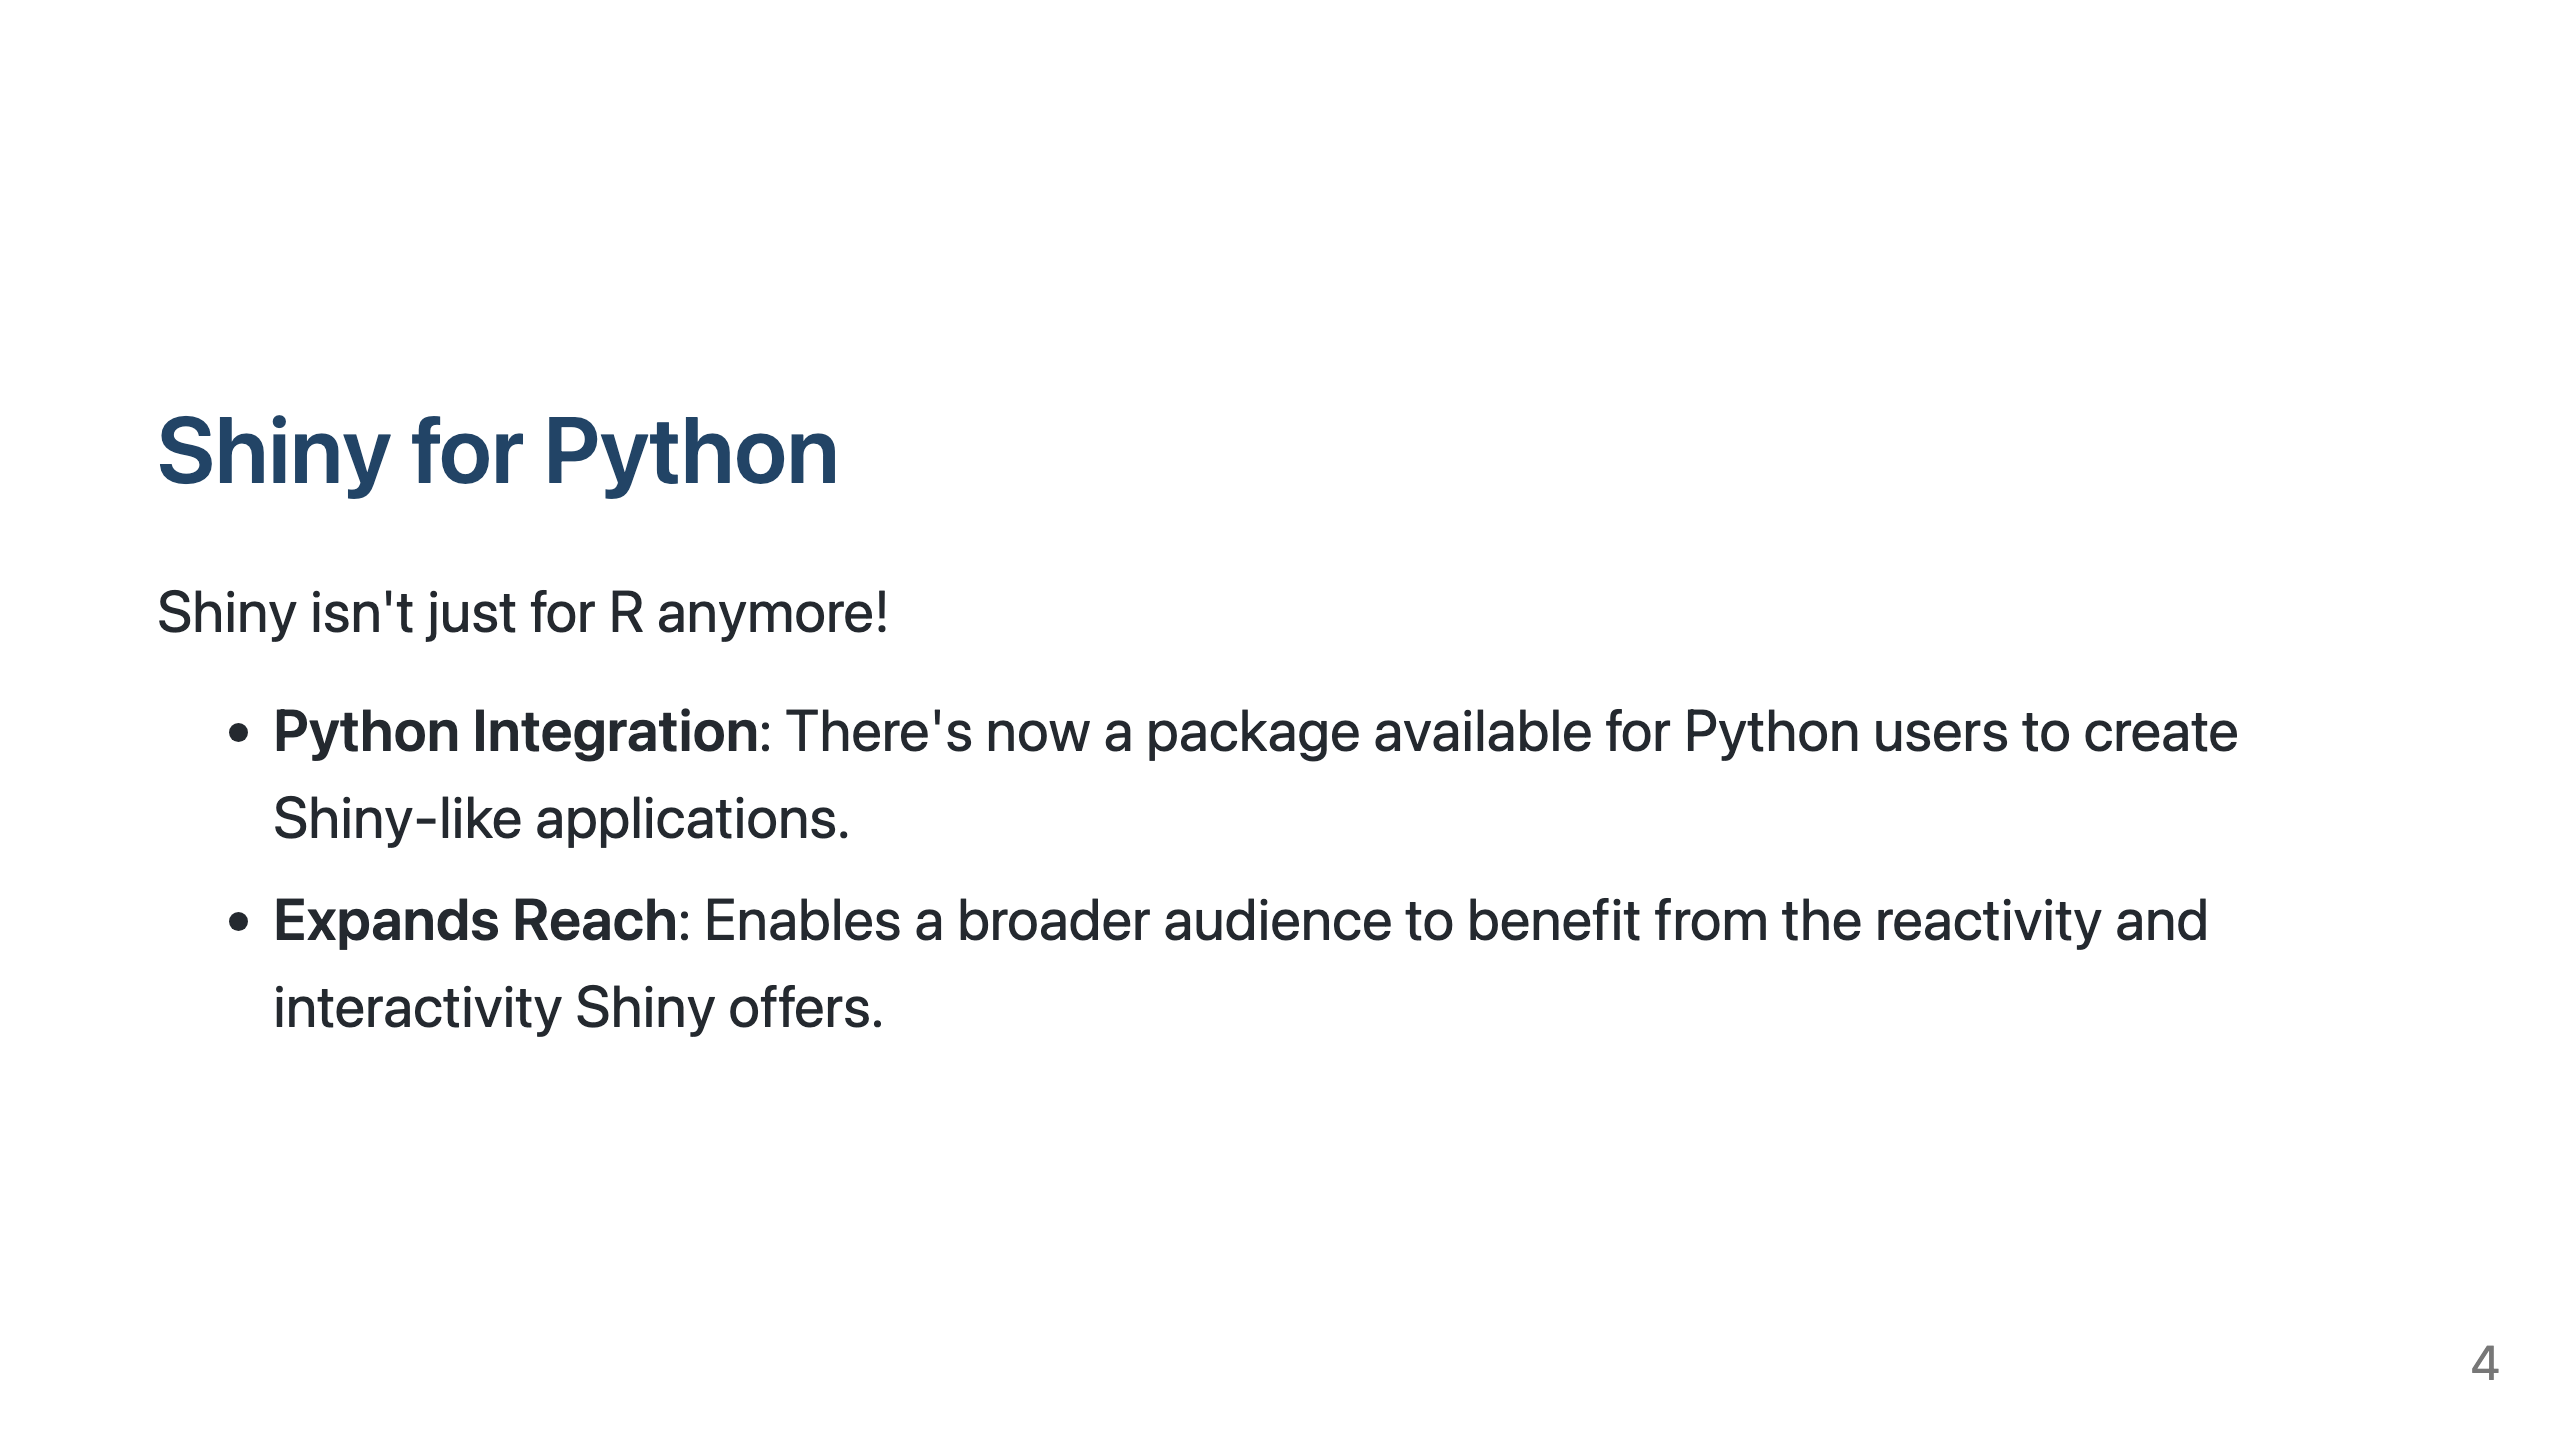 Shiny for Python
Shiny isn't just for R anymore!
• Python Integration: There's now a package available for Python users to create
Shiny-like applications.
• Expands Reach: Enables a broader audience to benefit from the reactivity and
interactivity Shiny offers.
4